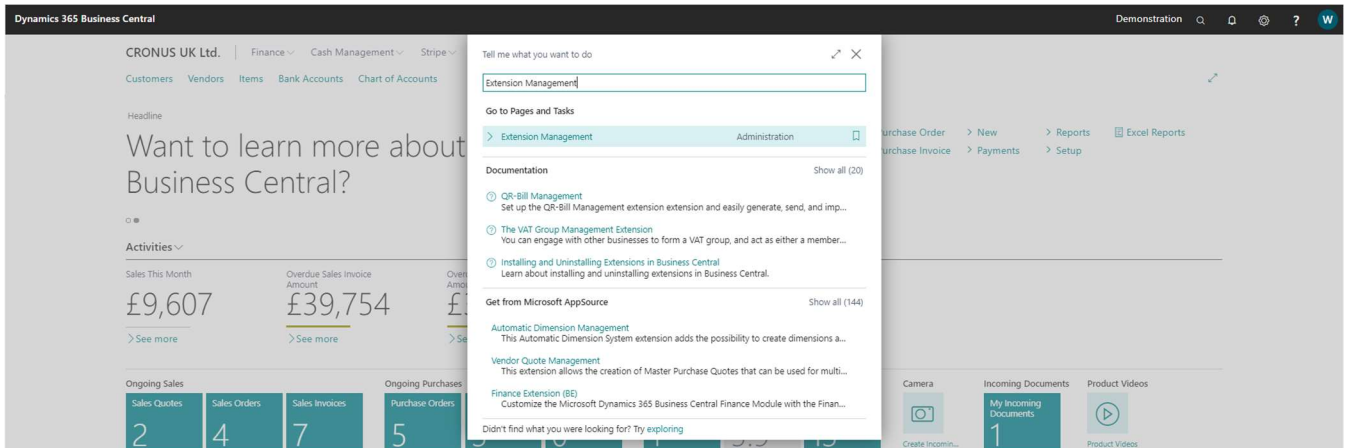 Dynamics 365 Business Central
Demonstration
?
W
CRONUS UK Ltd.
Finance
Cash Management
Stripe
Customers
Vendors
Items
Bank Accounts
Chart of Accounts
Headline
Want to learn more about
Business Central?
Activities
Sales This Month
£9,607
See more
Overdue Sales Invoice
Amount
£39,754
See more
Ongoing Sales
Sales Quotes
2
Sales Orders
4
Sales Invoices
7
Ongoing Purchases
Purchase Orders
5
Tell me what you want to do
Extension Management
Go to Pages and Tasks
Extension Management
Administration
Documentation
Show all (20)
QR-Bill Management
Set up the QR-Bill Management extension extension and easily generate, send, and imp...
The VAT Group Management Extension
You can engage with other businesses to form a VAT group, and act as either a member...
Installing and Uninstalling Extensions in Business Central
Learn about installing and uninstalling extensions in Business Central.
Get from Microsoft AppSource
Show all (144)
Automatic Dimension Management
This Automatic Dimension System extension adds the possibility to create dimensions a...
Vendor Quote Management
This extension allows the creation of Master Purchase Quotes that can be used for multi...
Finance Extension (BE)
Customize the Microsoft Dynamics 365 Business Central Finance Module with the Finan...
Didn't find what you were looking for? Try exploring
Order
Invoice
New
Payments
Reports
Setup
Excel Reports
Camera
Create Incomin...
Incoming Documents
My Incoming
Documents
1
Product Videos
Product Videos